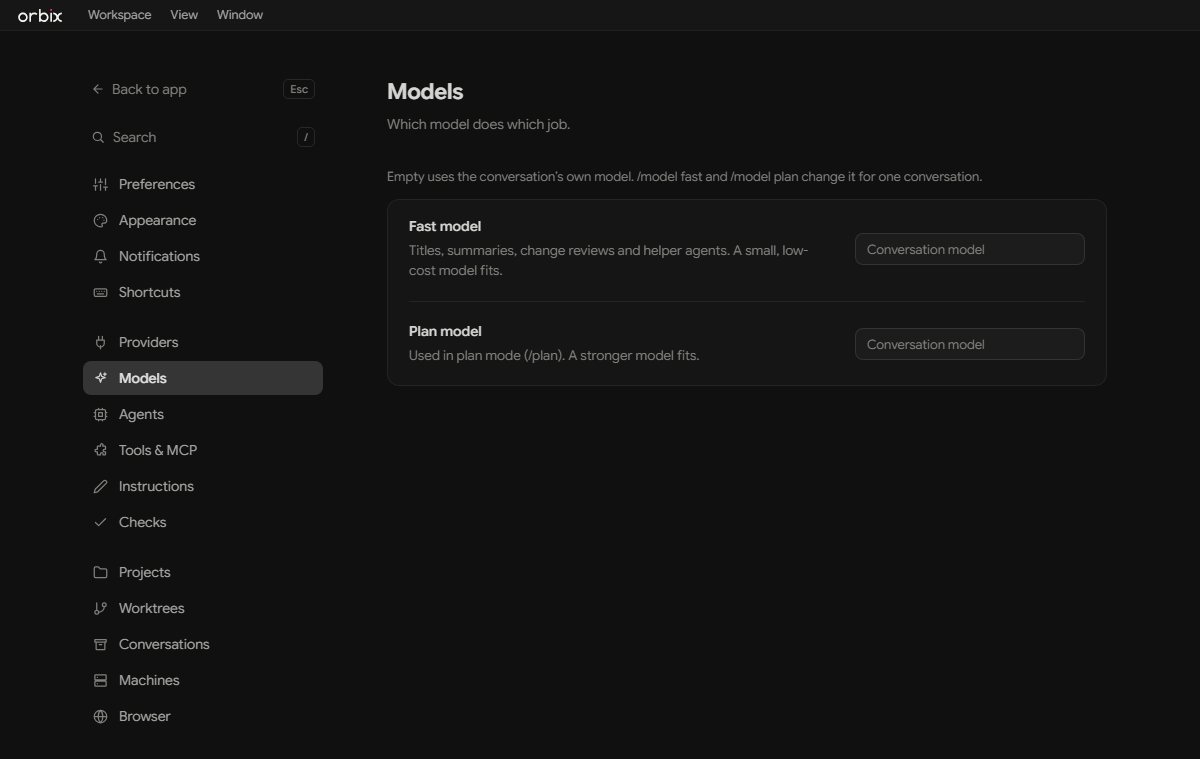 orbix Workspace View Window
Back to app Esc
Search /
Preferences
Appearance
Notifications
Shortcuts
Providers
Models
Agents
Tools & MCP
Instructions
Checks
Projects
Worktrees
Conversations
Machines
Browser
Models
Which model does which job.
Empty uses the conversation's own model. /model fast and /model plan change it for one conversation.
Fast model
Titles, summaries, change reviews and helper agents. A small, low-
cost model fits.
Conversation model
Plan model
Used in plan mode (/plan). A stronger model fits.
Conversation model